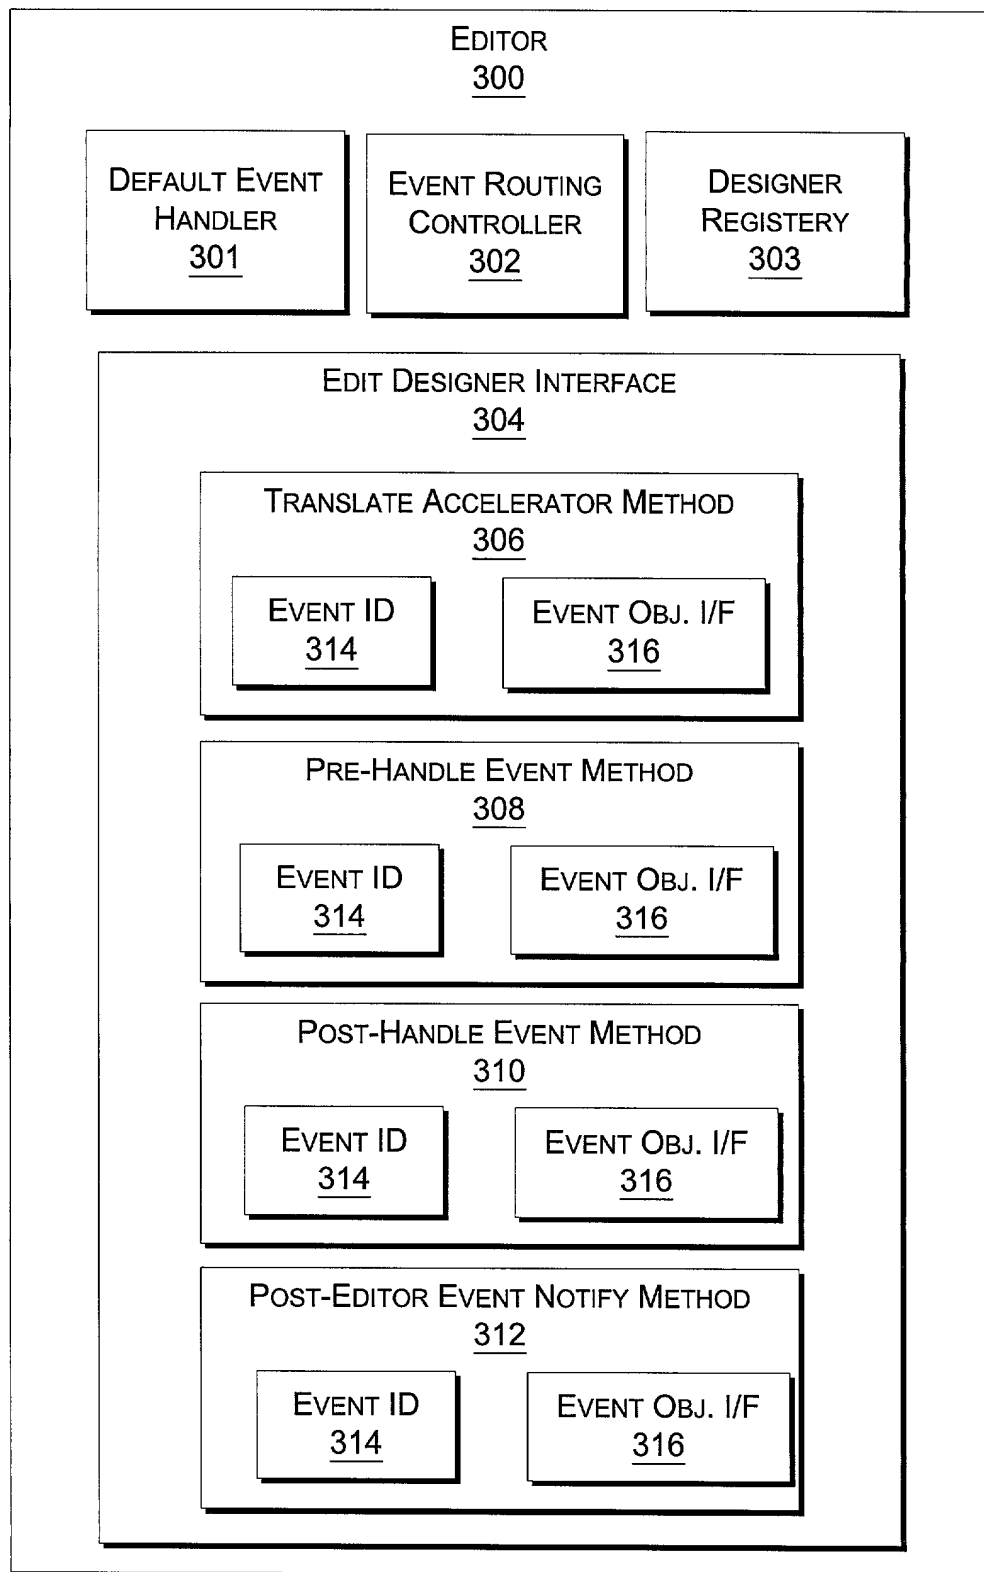 EDITOR
300
DEFAULT EVENT
HANDLER
301
EVENT ROUTING
CONTROLLER
302
DESIGNER
REGISTERY
303
EDIT DESIGNER INTERFACE
304
TRANSLATE ACCELERATOR METHOD
306
EVENT ID
314
EVENT OBJ. I/F
316
PRE-HANDLE EVENT METHOD
308
EVENT ID
314
EVENT OBJ. I/F
316
POST-HANDLE EVENT METHOD
310
EVENT ID
314
EVENT OBJ. I/F
316
POST-EDITOR EVENT NOTIFY METHOD
312
EVENT ID
314
EVENT OBJ. I/F
316